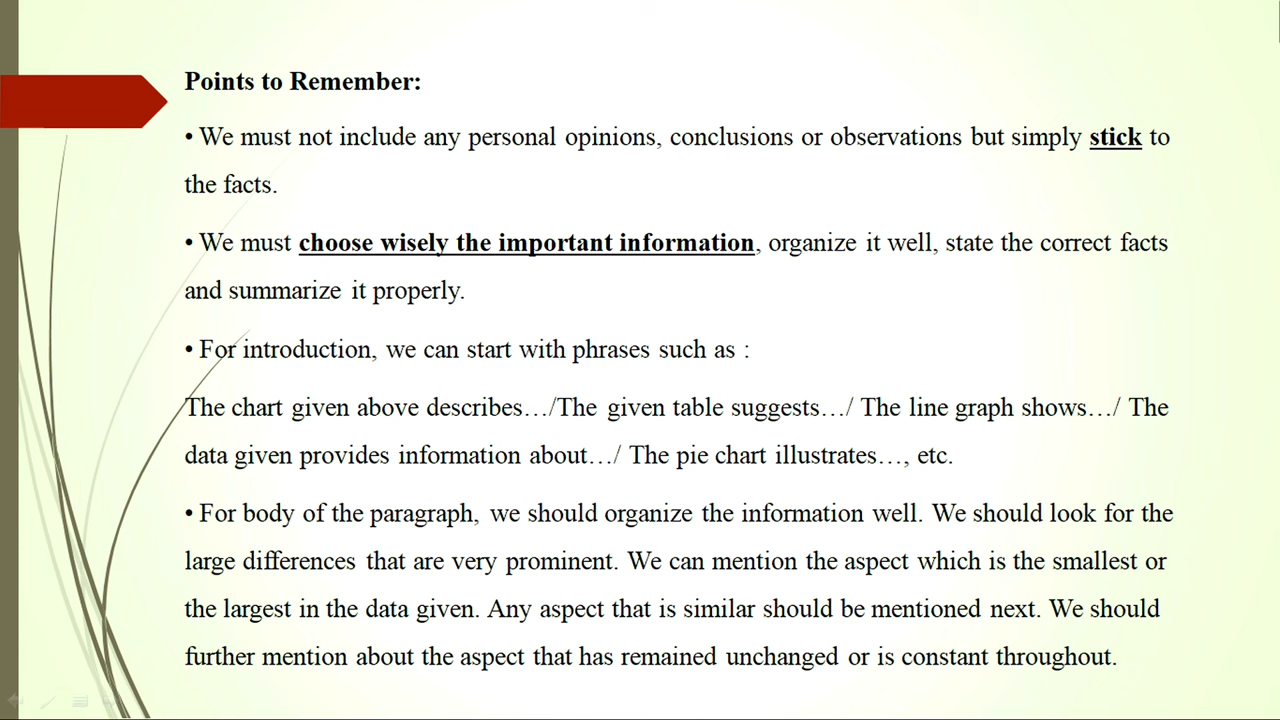 Points to Remember:
• We must not include any personal opinions, conclusions or observations but simply stick to
the facts.
• We must choose wisely the important information, organize it well, state the correct facts
and summarize it properly.
• For introduction, we can start with phrases such as :
The chart given above describes…/The given table suggests…/ The line graph shows…/ The
data given provides information about…/ The pie chart illustrates…, etc.
• For body of the paragraph, we should organize the information well. We should look for the
large differences that are very prominent. We can mention the aspect which is the smallest or
the largest in the data given. Any aspect that is similar should be mentioned next. We should
further mention about the aspect that has remained unchanged or is constant throughout.